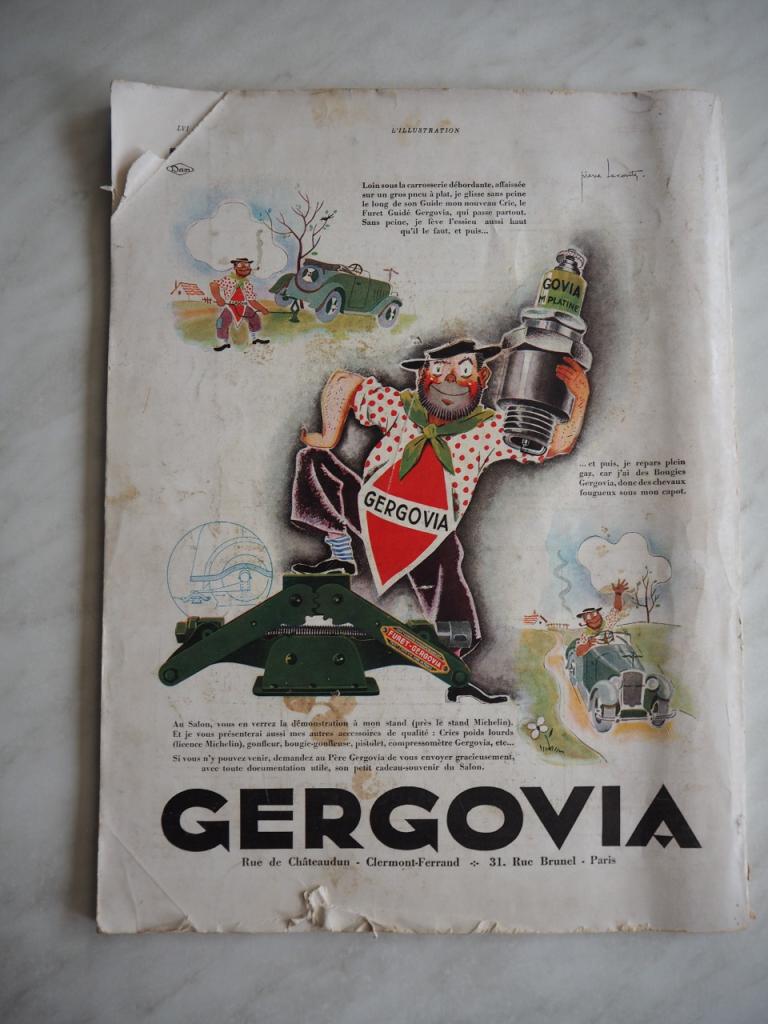 LVI
L'ILLUSTRATION
Dam
Pierre Lecomte.
Loin sous la carrosserie débordante, affaissée
sur un gros pneu à plat, je glisse sans peine
le long de son Guide mon nouveau Cric, le
Furet Guidé Gergovia, qui passe partout.
Sans peine, je lève l'essieu aussi haut
qu'il le faut, et puis...
GOVIA
M PLATINE
... et puis, je repars plein
gaz, car j'ai des Bougies
Gergovia, donc des chevaux
fougueux sous mon capot.
GERGOVIA
FURET-GERGOVIA
Au Salon, vous en verrez la démonstration à mon stand (près le stand Michelin).
Et je vous présenterai aussi mes autres accessoires de qualité : Crics poids lourds
(licence Michelin), gonfleur, bougie-gonfleuse, pistolet, compressomètre Gergovia, etc...
Si vous n'y pouvez venir, demandez au Père Gergovia de vous envoyer gracieusement,
avec toute documentation utile, son petit cadeau-souvenir du Salon.
GERGOVIA
Rue de Châteaudun - Clermont-Ferrand -:- 31, Rue Brunel - Paris